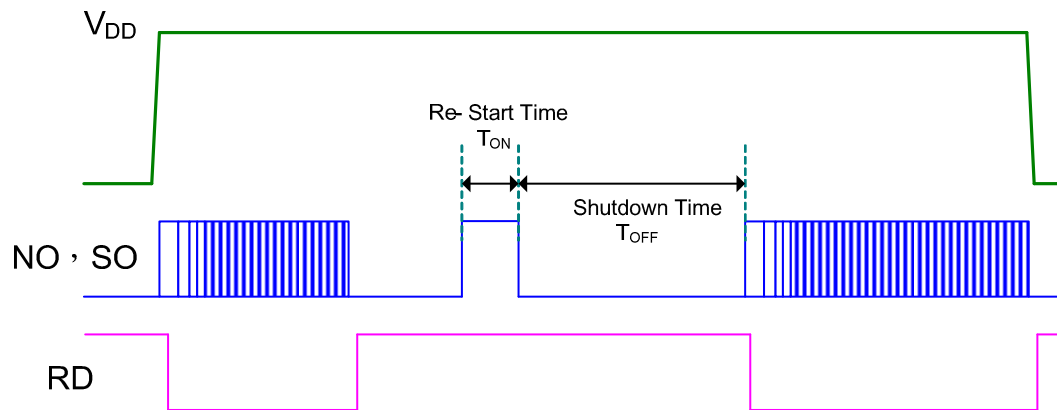 VDD
Re- Start Time
TON
Shutdown Time
TOFF
NO，SO
RD